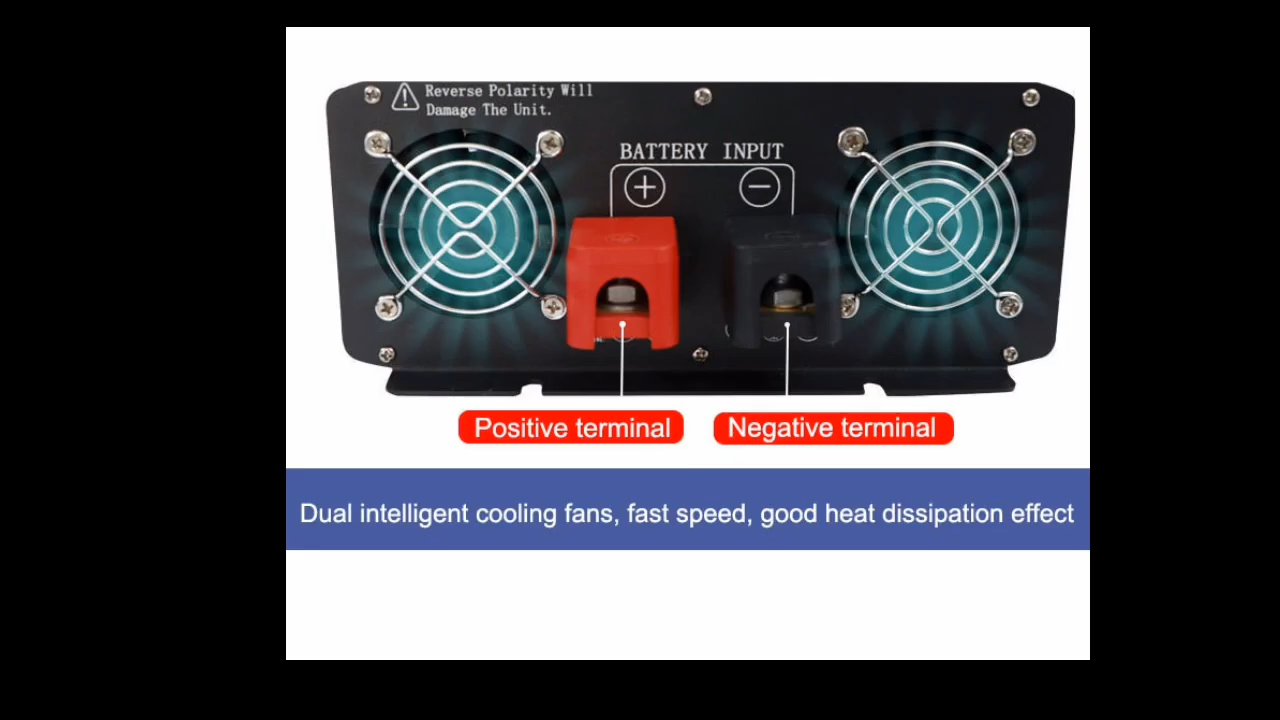 Reverse Polarity Will
Damage The Unit.
BATTERY INPUT
+ −
Positive terminal
Negative terminal
Dual intelligent cooling fans, fast speed, good heat dissipation effect